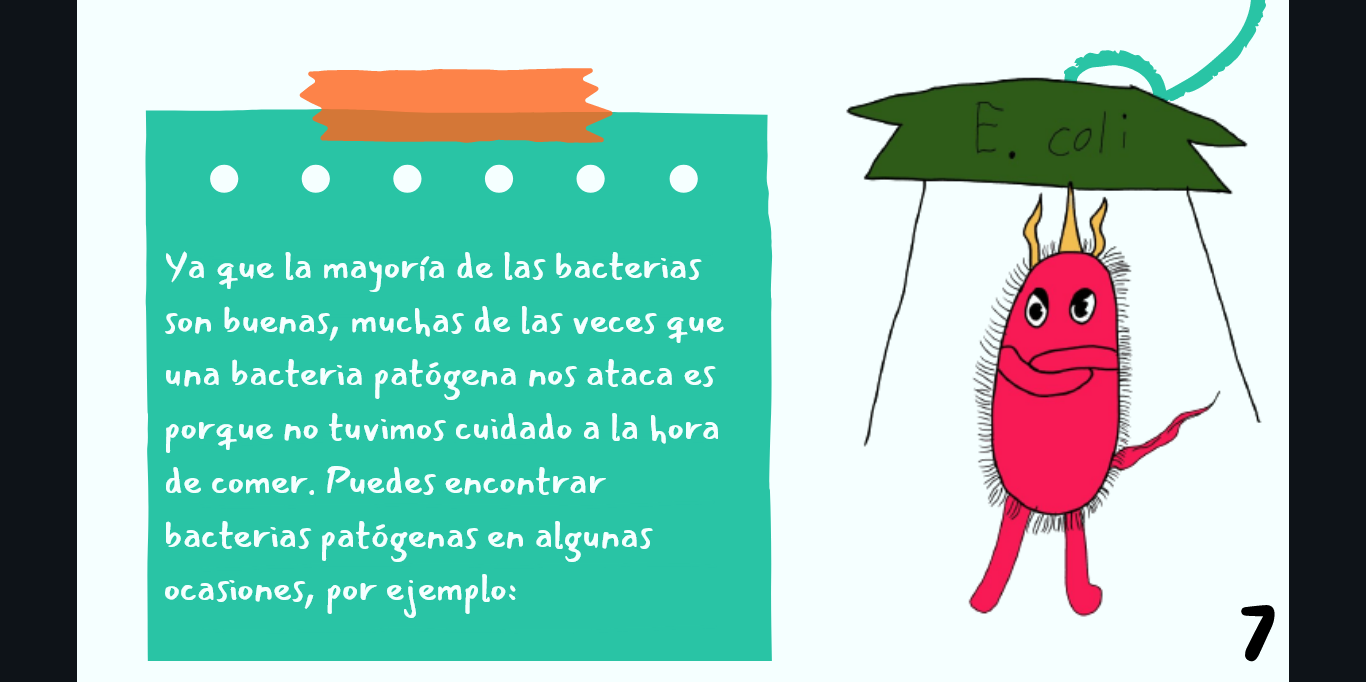 Ya que la mayoría de las bacterias
son buenas, muchas de las veces que
una bacteria patógena nos ataca es
porque no tuvimos cuidado a la hora
de comer. Puedes encontrar
bacterias patógenas en algunas
ocasiones, por ejemplo:
E. coli
7